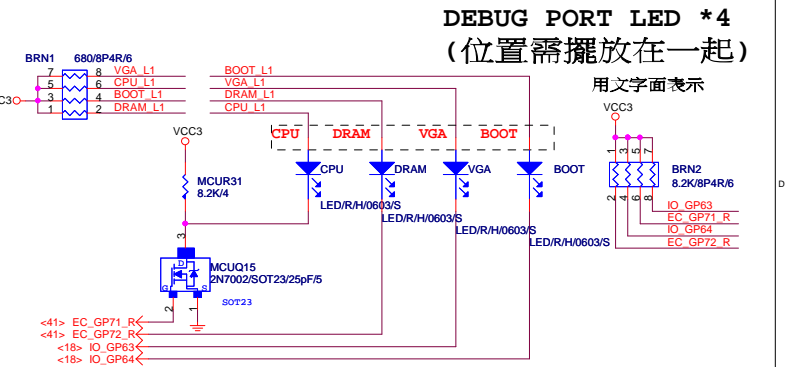 DEBUG PORT LED *4
(位置需擺放在一起)
用文字面表示
BRN1 680/8P4R/6
7 8 VGA_L1
5 6 CPU_L1
3 4 BOOT_L1
1 2 DRAM_L1
BOOT_L1
VGA_L1
DRAM_L1
CPU_L1
VCC3
CPU DRAM VGA BOOT
CPU
DRAM
VGA
BOOT
LED/R/H/0603/S
LED/R/H/0603/S
LED/R/H/0603/S
LED/R/H/0603/S
MCUR31
8.2K/4
3
D
G S
MCUQ15
2N7002/SOT23/25pF/5
SOT23
2 1
<41> EC_GP71_R
<41> EC_GP72_R
<18> IO_GP63
<18> IO_GP64
VCC3
1 3 5 7
BRN2
8.2K/8P4R/6
2 4 6 8
IO_GP63
EC_GP71_R
IO_GP64
EC_GP72_R
D